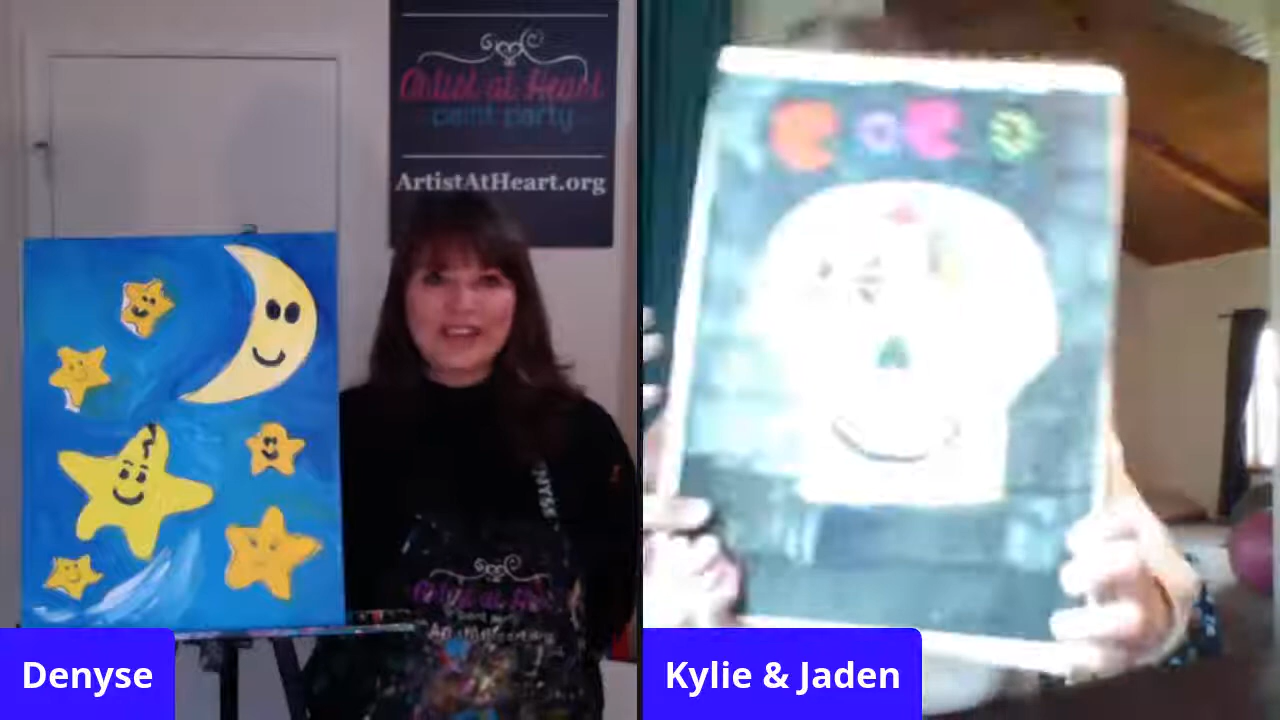 Artist at Heart
paint party
ArtistAtHeart.org
Denyse
Kylie & Jaden